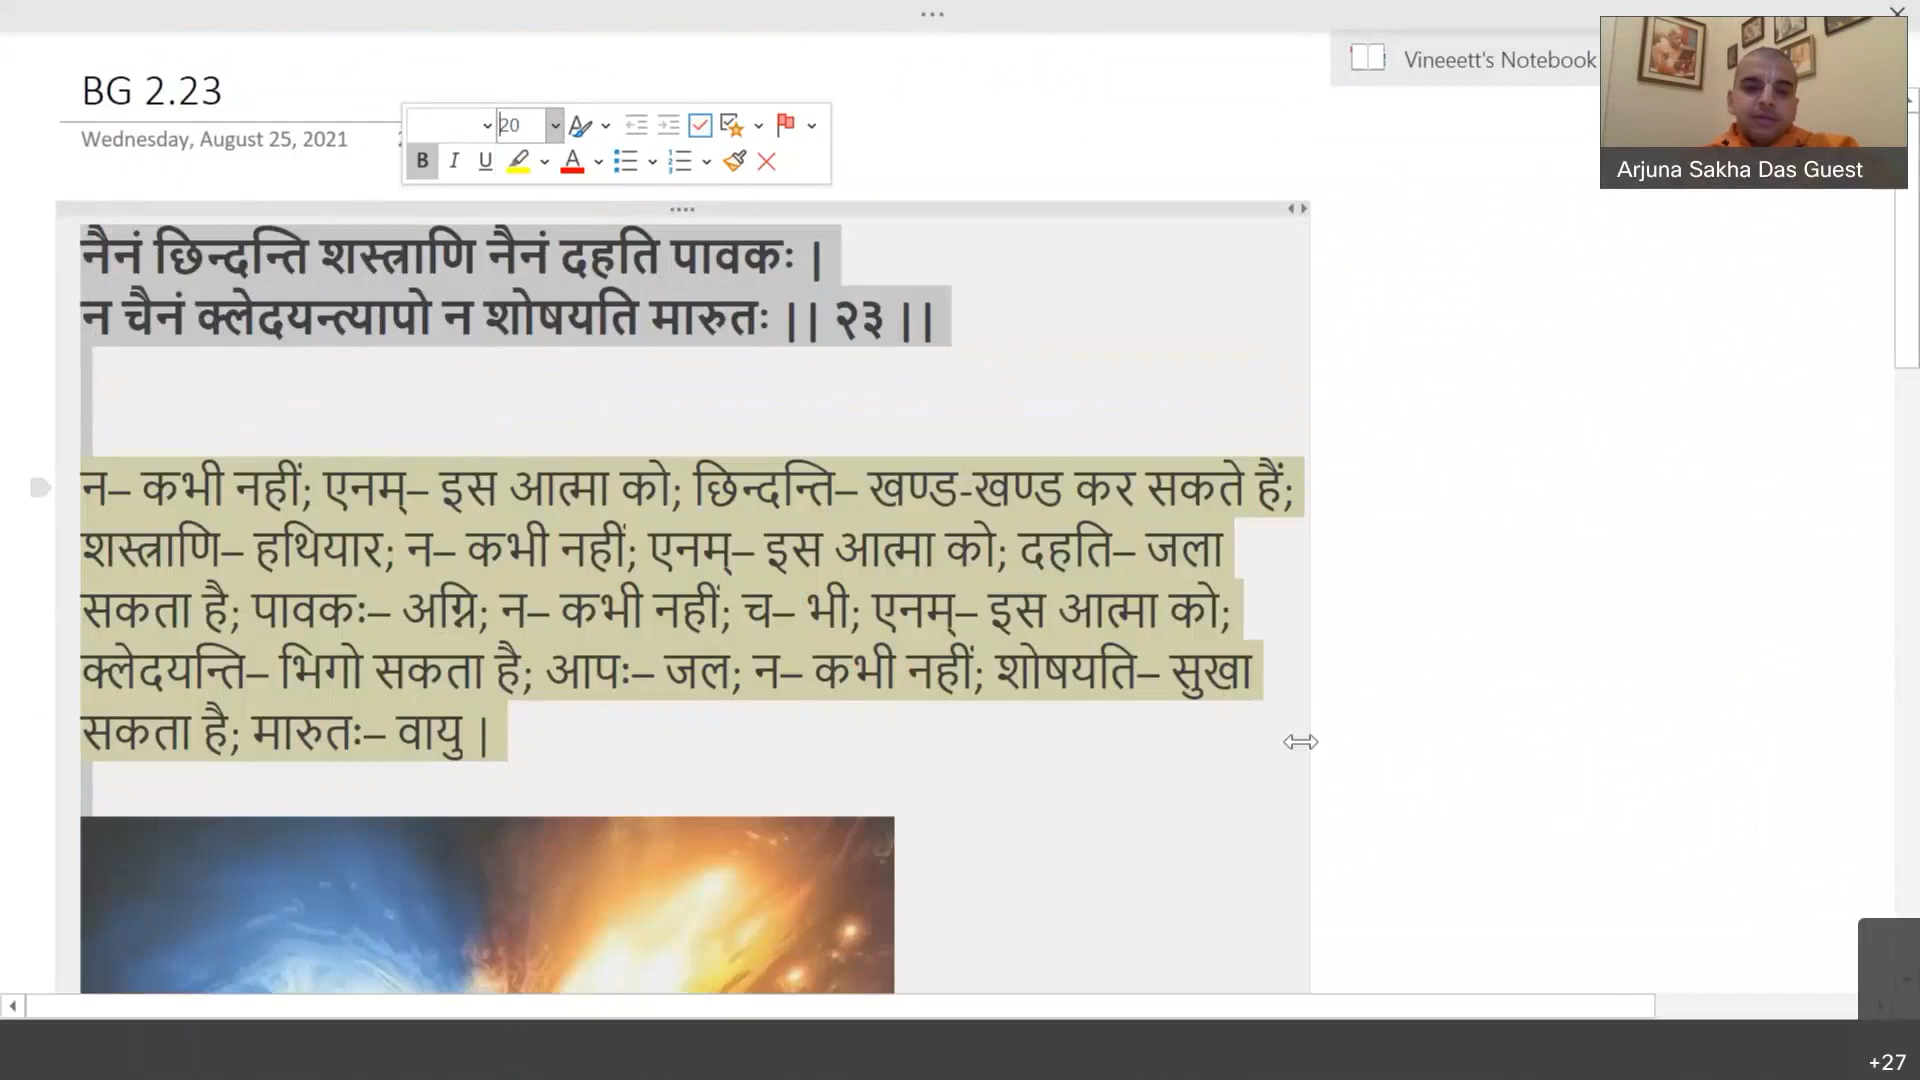 BG 2.23
Wednesday, August 25, 2021
20
B I U A
Vineeett's Notebook
Arjuna Sakha Das Guest
नैनं छिन्दन्ति शस्त्राणि नैनं दहति पावकः |
न चैनं क्लेदयन्त्यापो न शोषयति मारुतः || २३ ||
न– कभी नहीं; एनम्– इस आत्मा को; छिन्दन्ति– खण्ड-खण्ड कर सकते हैं;
शस्त्राणि– हथियार; न– कभी नहीं; एनम्– इस आत्मा को; दहति– जला
सकता है; पावकः– अग्नि; न– कभी नहीं; च– भी; एनम्– इस आत्मा को;
क्लेदयन्ति– भिगो सकता है; आपः– जल; न– कभी नहीं; शोषयति– सुखा
सकता है; मारुतः– वायु |
+27